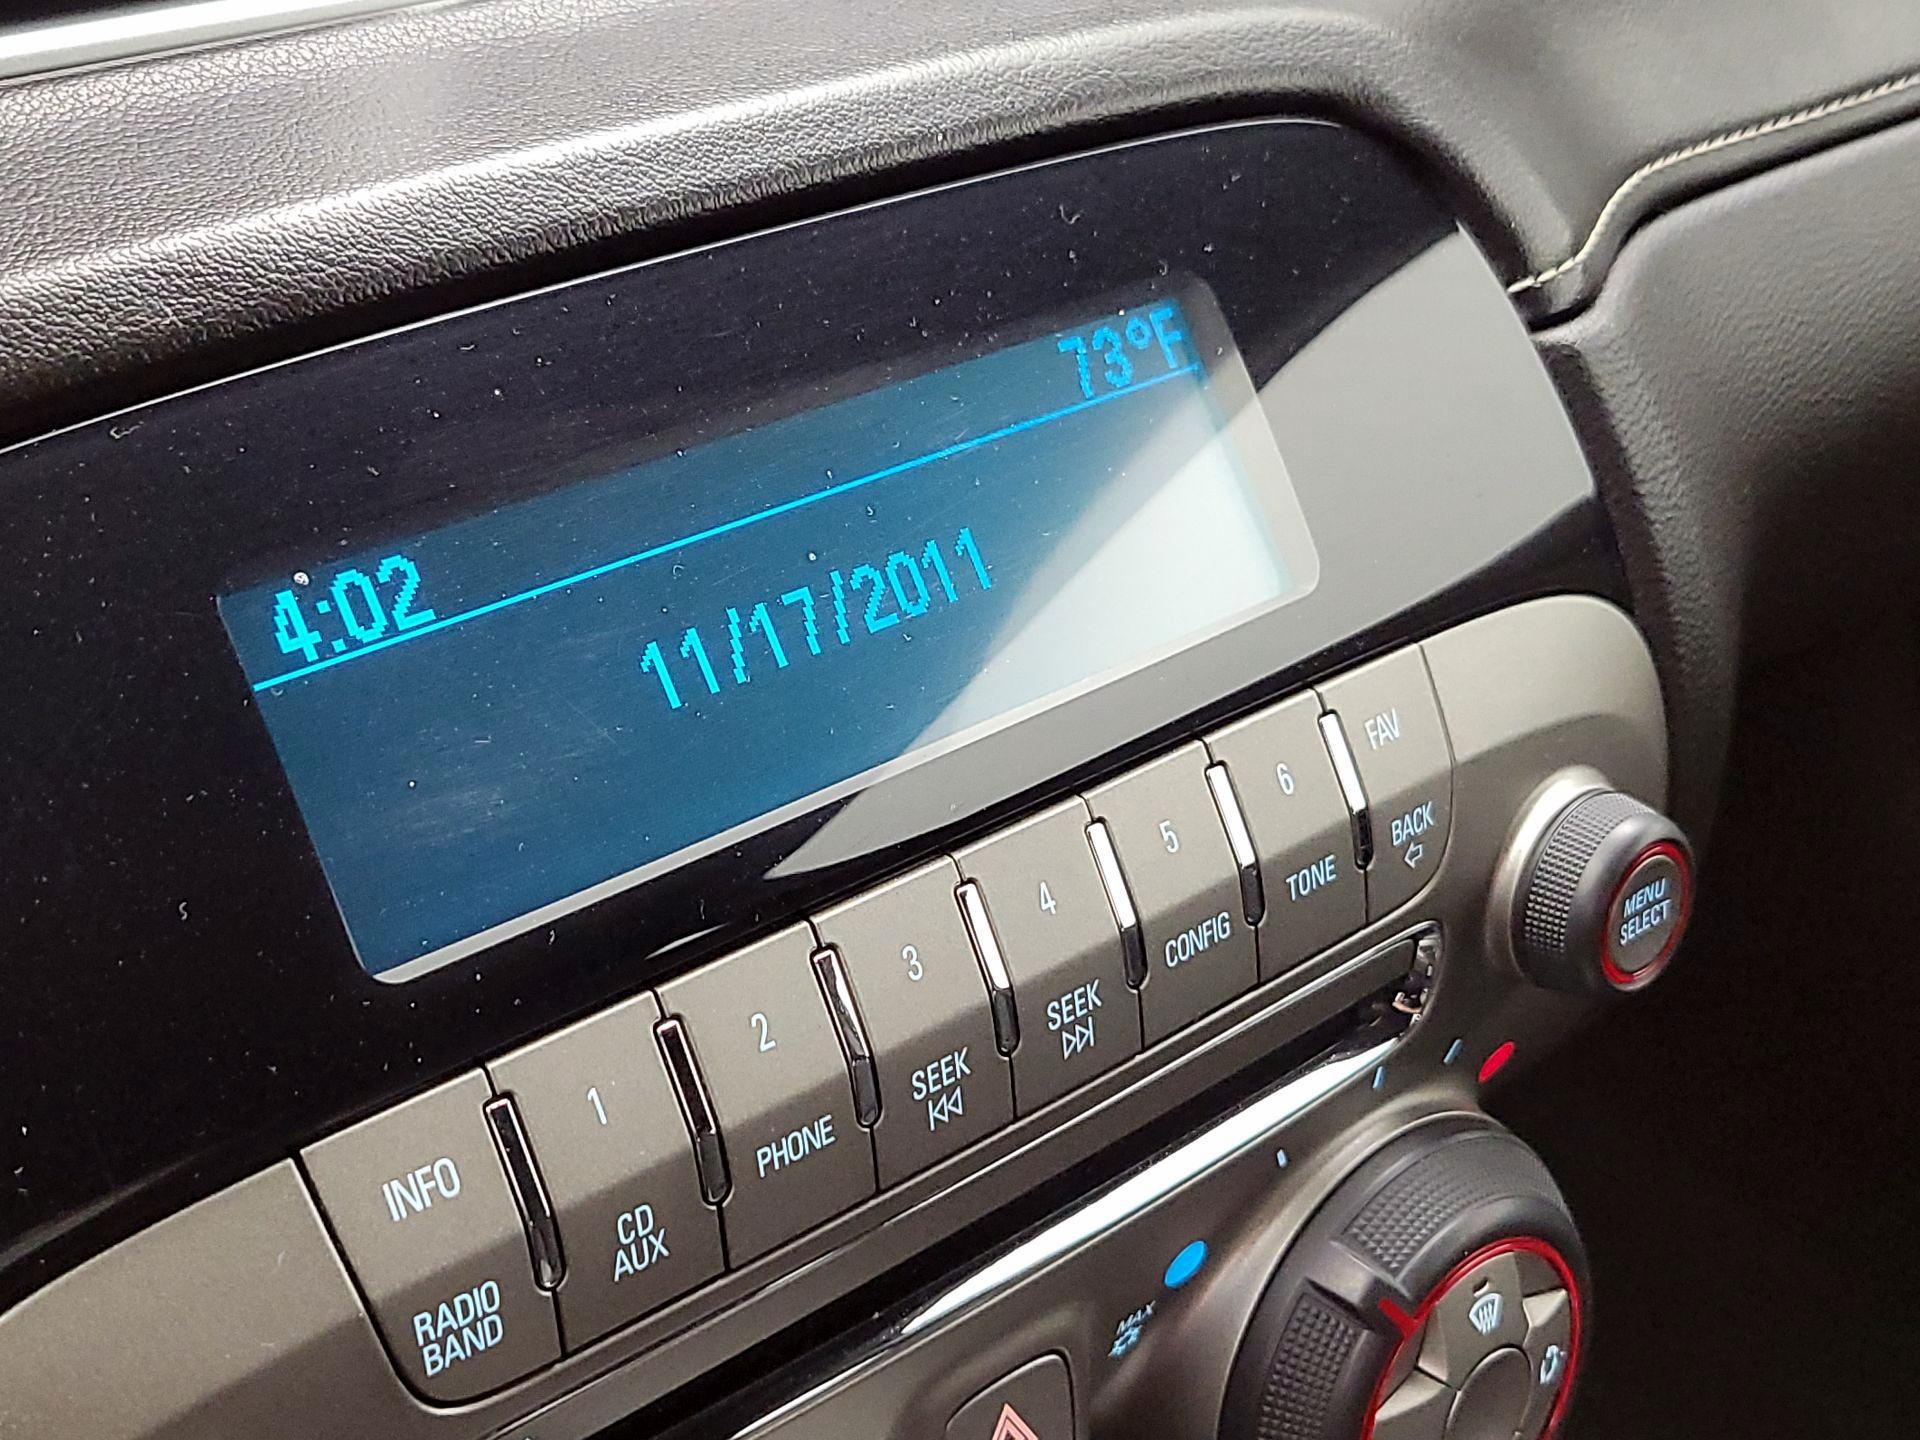 73°F
4:02
11/17/2011
FAV
BACK
6
TONE
5
CONFIG
4
SEEK
3
SEEK
2
PHONE
1
CD
AUX
INFO
RADIO
BAND
MENU
SELECT
MAX